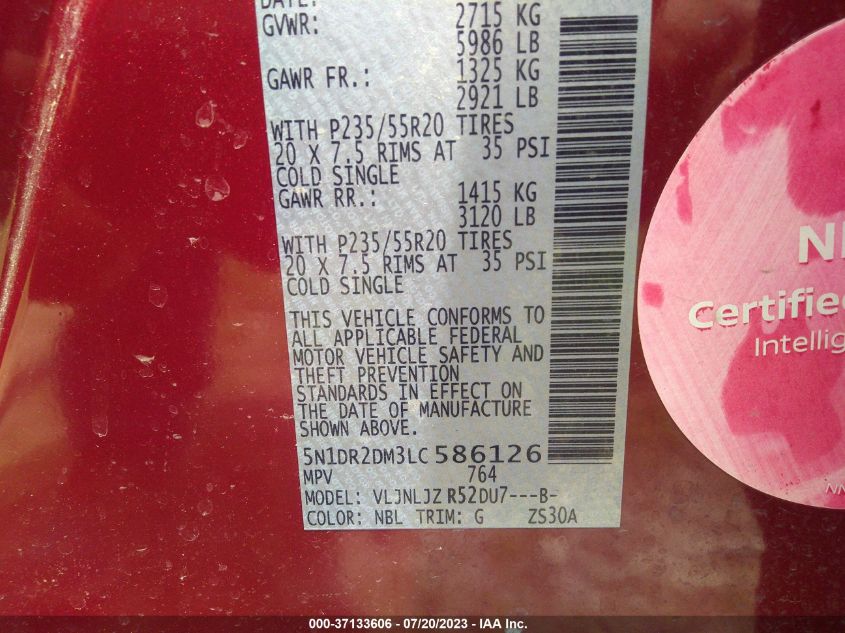 DATE:
GVWR: 2715 KG
5986 LB
GAWR FR.: 1325 KG
2921 LB
WITH P235/55R20 TIRES
20 X 7.5 RIMS AT 35 PSI
COLD SINGLE
GAWR RR.: 1415 KG
3120 LB
WITH P235/55R20 TIRES
20 X 7.5 RIMS AT 35 PSI
COLD SINGLE
THIS VEHICLE CONFORMS TO
ALL APPLICABLE FEDERAL
MOTOR VEHICLE SAFETY AND
THEFT PREVENTION
STANDARDS IN EFFECT ON
THE DATE OF MANUFACTURE
SHOWN ABOVE.
5N1DR2DM3LC586126
MPV 764
MODEL: VLJNLJZ R52DU7---B-
COLOR: NBL TRIM: G ZS30A
Certified
Intellig
000-37133606 - 07/20/2023 - IAA Inc.